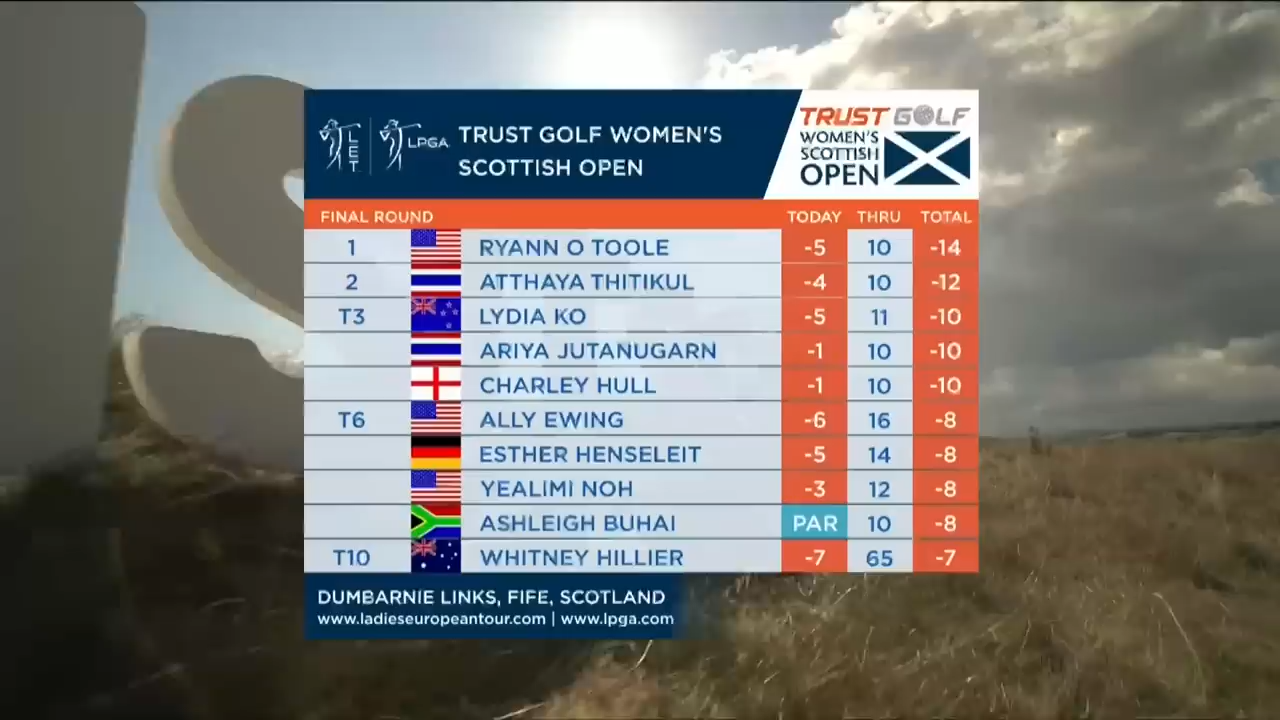 LET LPGA TRUST GOLF WOMEN'S
SCOTTISH OPEN
TRUST GOLF
WOMEN'S
SCOTTISH
OPEN
FINAL ROUND TODAY THRU TOTAL
1 RYANN O TOOLE -5 10 -14
2 ATTHAYA THITIKUL -4 10 -12
T3 LYDIA KO -5 11 -10
ARIYA JUTANUGARN -1 10 -10
CHARLEY HULL -1 10 -10
T6 ALLY EWING -6 16 -8
ESTHER HENSELEIT -5 14 -8
YEALIMI NOH -3 12 -8
ASHLEIGH BUHAI PAR 10 -8
T10 WHITNEY HILLIER -7 65 -7
DUMBARNIE LINKS, FIFE, SCOTLAND
www.ladieseuropeantour.com | www.lpga.com